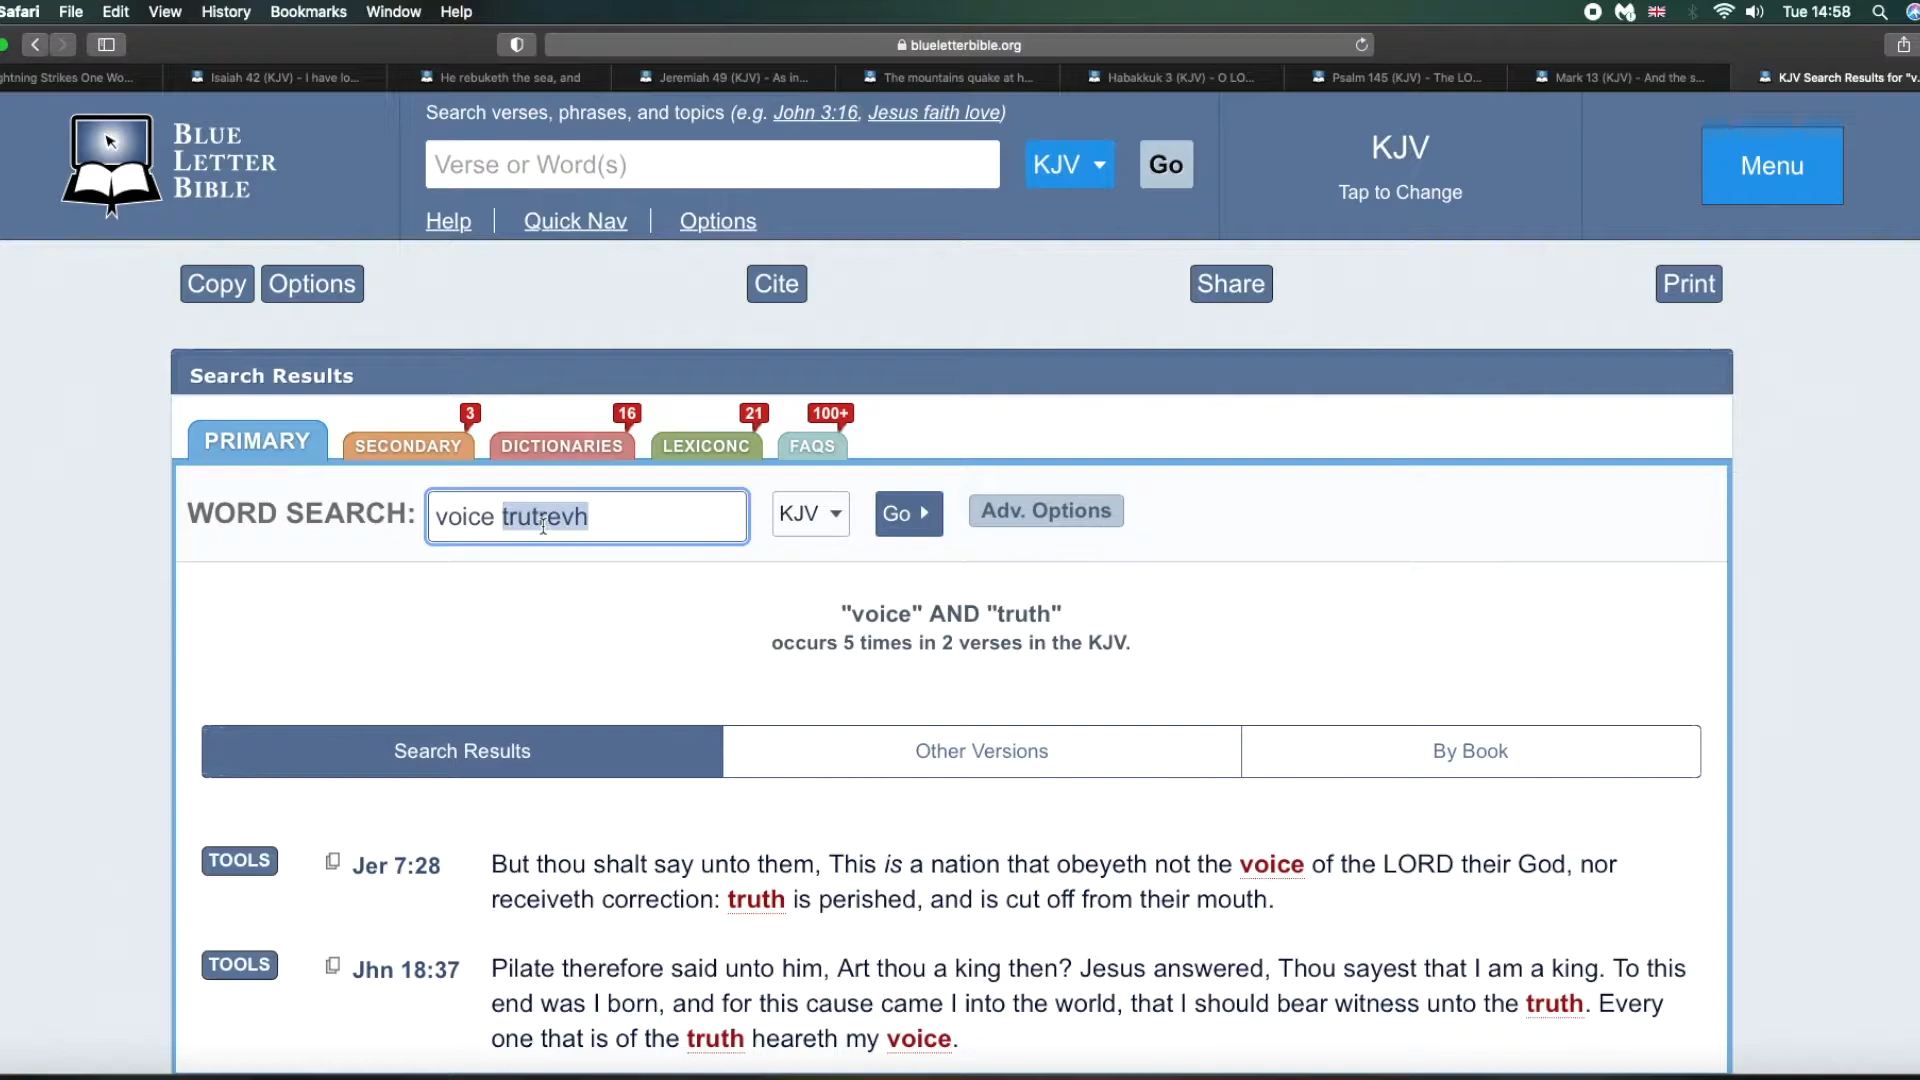 Safari File Edit View History Bookmarks Window Help Tue 14:58
blueletterbible.org
ghtning Strikes One Wo... Isaiah 42 (KJV) - I have lo... He rebuketh the sea, and Jeremiah 49 (KJV) - As in... The mountains quake at h... Habakkuk 3 (KJV) - O LO... Psalm 145 (KJV) - The LO... Mark 13 (KJV) - And the s... KJV Search Results for "v...
BLUE
LETTER
BIBLE
Search verses, phrases, and topics (e.g. John 3:16, Jesus faith love)
Verse or Word(s) KJV Go
Help Quick Nav Options
KJV
Tap to Change
Menu
Copy Options Cite Share Print
Search Results
3 16 21 100+
PRIMARY SECONDARY DICTIONARIES LEXICONC FAQS
WORD SEARCH: voice trutrevh KJV Go Adv. Options
"voice" AND "truth"
occurs 5 times in 2 verses in the KJV.
Search Results Other Versions By Book
TOOLS Jer 7:28 But thou shalt say unto them, This is a nation that obeyeth not the voice of the LORD their God, nor
receiveth correction: truth is perished, and is cut off from their mouth.
TOOLS Jhn 18:37 Pilate therefore said unto him, Art thou a king then? Jesus answered, Thou sayest that I am a king. To this
end was I born, and for this cause came I into the world, that I should bear witness unto the truth. Every
one that is of the truth heareth my voice.